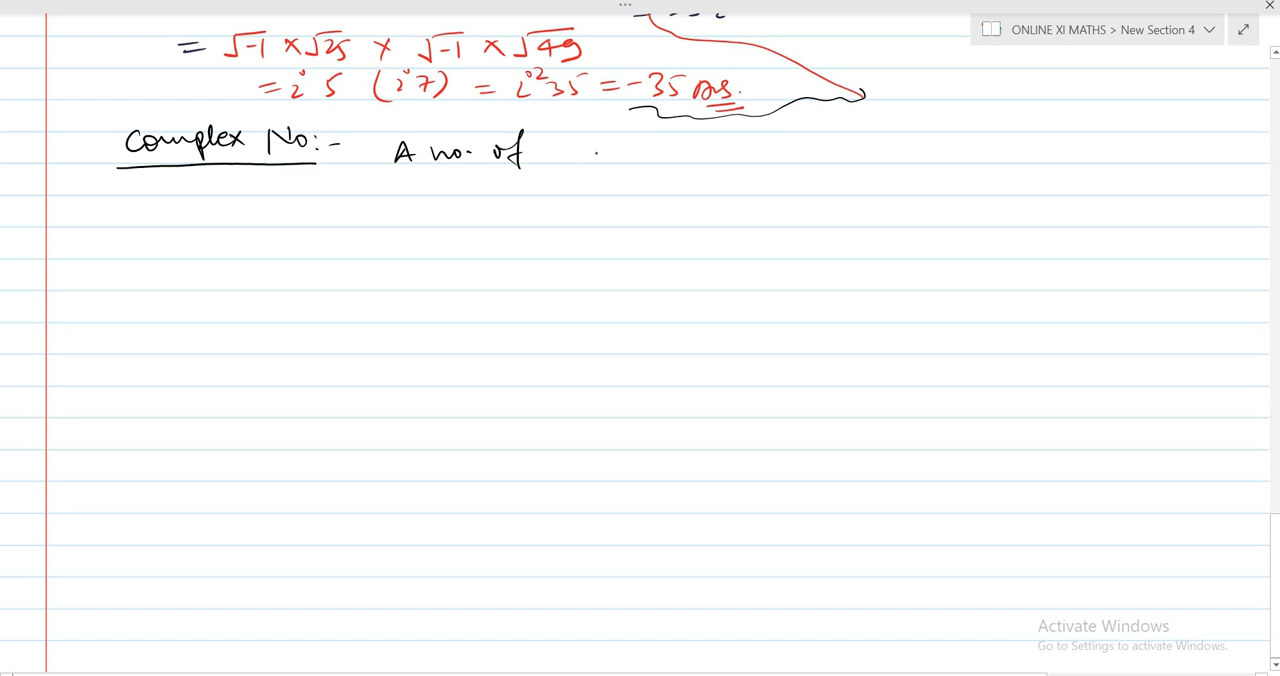 ONLINE XI MATHS > New Section 4
= √-1 × √25 × √-1 × √49
= i 5 (i 7) = i² 35 = -35 Ans.
Complex No:- A no. of
Activate Windows
Go to Settings to activate Windows.